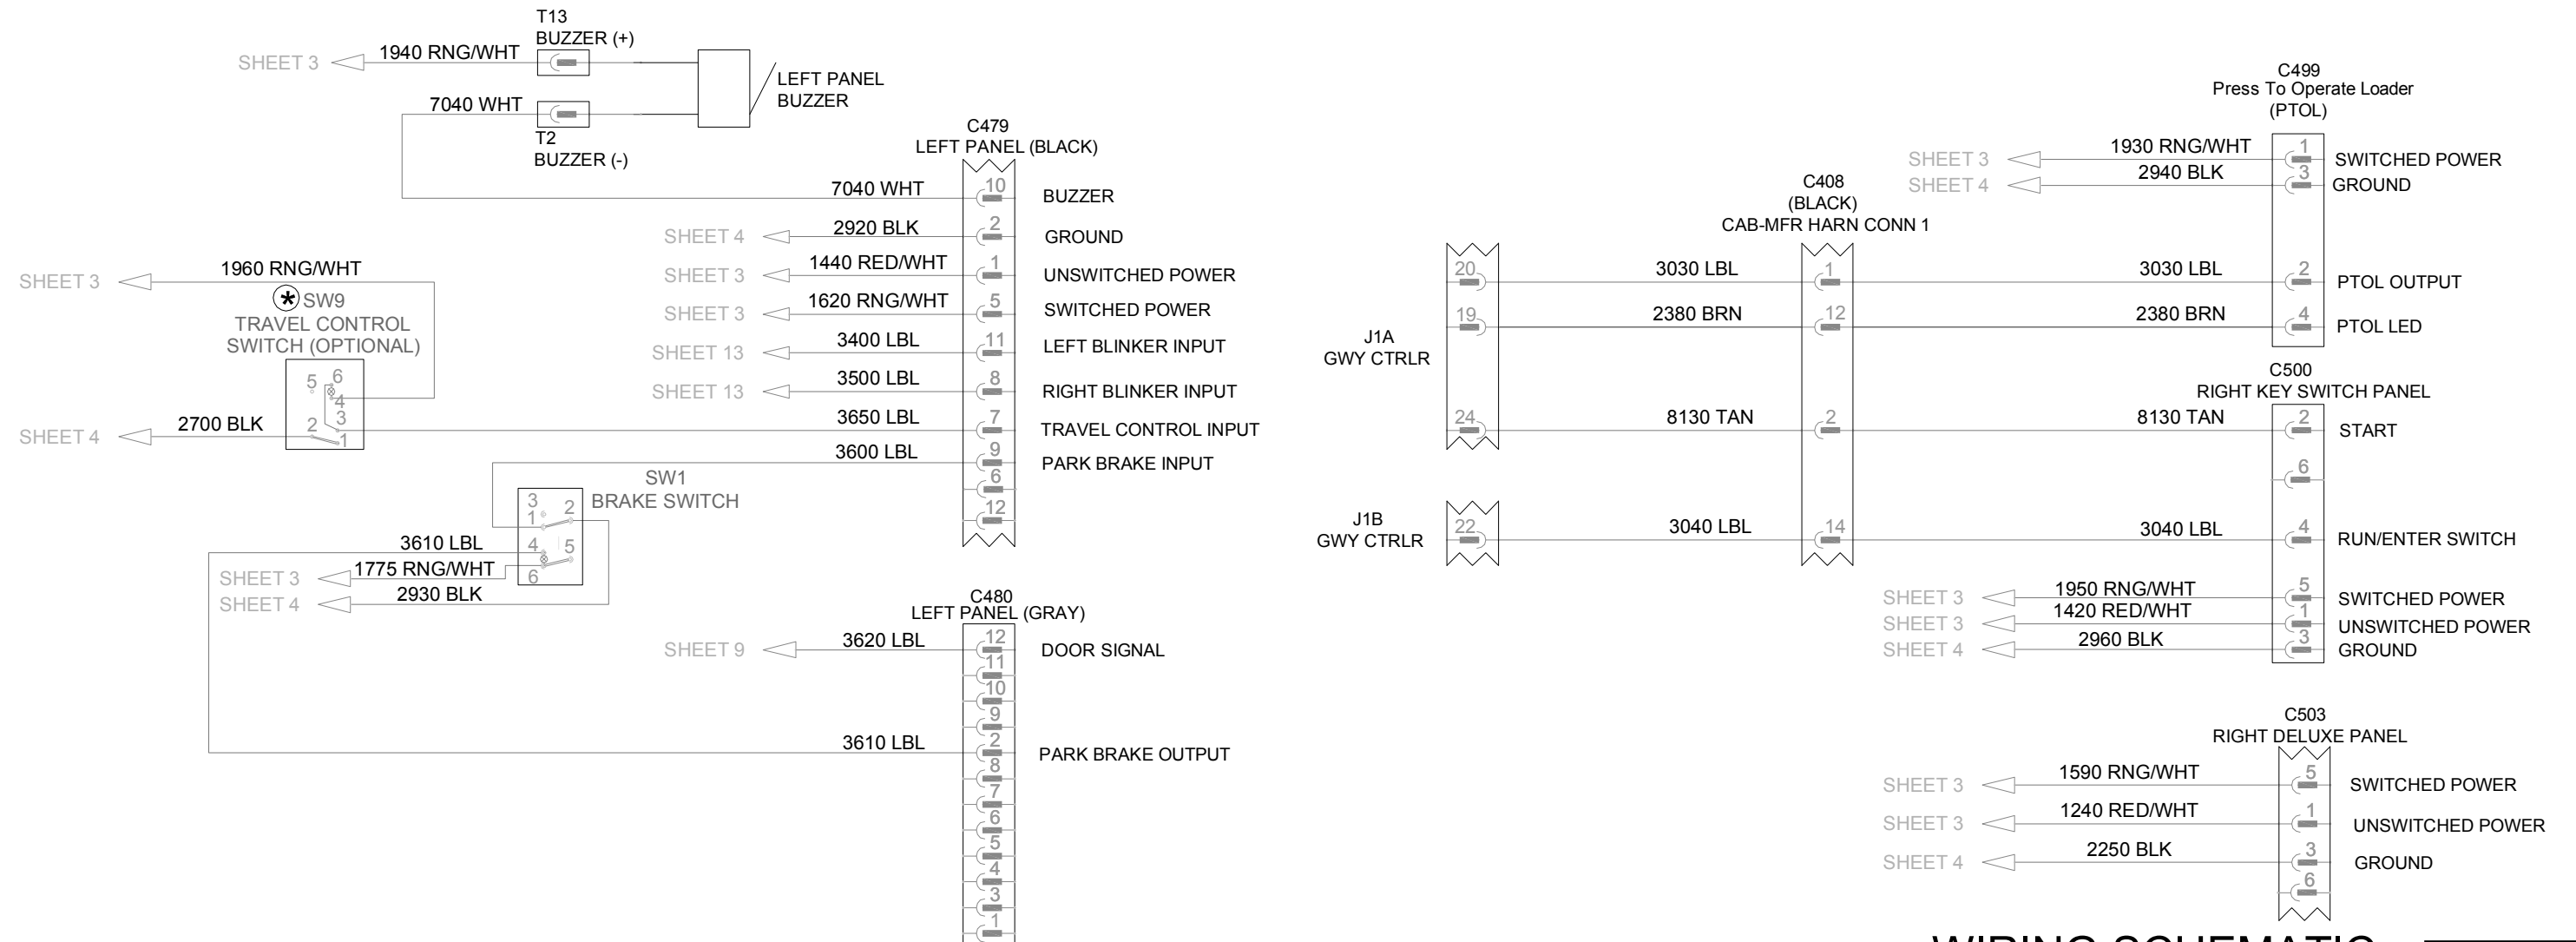 T13
BUZZER (+)
SHEET 3
1940 RNG/WHT
LEFT PANEL
BUZZER
7040 WHT
T2
BUZZER (-)
C479
LEFT PANEL (BLACK)
7040 WHT
10
BUZZER
SHEET 4
2920 BLK
2
GROUND
SHEET 3
1440 RED/WHT
1
UNSWITCHED POWER
SHEET 3
1620 RNG/WHT
5
SWITCHED POWER
SHEET 13
3400 LBL
11
LEFT BLINKER INPUT
SHEET 13
3500 LBL
8
RIGHT BLINKER INPUT
3650 LBL
7
TRAVEL CONTROL INPUT
3600 LBL
9
PARK BRAKE INPUT
6
12
SHEET 3
1960 RNG/WHT
* SW9
TRAVEL CONTROL
SWITCH (OPTIONAL)
5
6
4
3
2
1
SHEET 4
2700 BLK
SW1
BRAKE SWITCH
3
2
1
4
5
6
3610 LBL
SHEET 3
1775 RNG/WHT
SHEET 4
2930 BLK
C480
LEFT PANEL (GRAY)
SHEET 9
3620 LBL
12
DOOR SIGNAL
11
10
9
3610 LBL
2
PARK BRAKE OUTPUT
8
7
6
5
4
3
1
C499
Press To Operate Loader
(PTOL)
SHEET 3
1930 RNG/WHT
1
SWITCHED POWER
SHEET 4
2940 BLK
3
GROUND
C408
(BLACK)
CAB-MFR HARN CONN 1
20
3030 LBL
1
3030 LBL
2
PTOL OUTPUT
19
2380 BRN
12
2380 BRN
4
PTOL LED
J1A
GWY CTRLR
C500
RIGHT KEY SWITCH PANEL
24
8130 TAN
2
8130 TAN
2
START
6
J1B
GWY CTRLR
22
3040 LBL
14
3040 LBL
4
RUN/ENTER SWITCH
SHEET 3
1950 RNG/WHT
5
SWITCHED POWER
SHEET 3
1420 RED/WHT
1
UNSWITCHED POWER
SHEET 4
2960 BLK
3
GROUND
C503
RIGHT DELUXE PANEL
SHEET 3
1590 RNG/WHT
5
SWITCHED POWER
SHEET 3
1240 RED/WHT
1
UNSWITCHED POWER
SHEET 4
2250 BLK
3
GROUND
6
WIRING SCHEMATIC